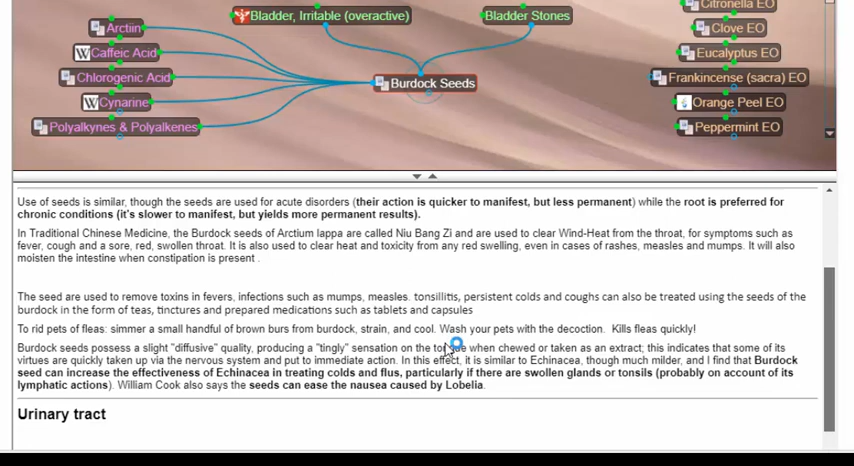 Citronella EO
Bladder, Irritable (overactive)
Bladder Stones
Arctiin
Clove EO
W Caffeic Acid
Eucalyptus EO
Chlorogenic Acid
Burdock Seeds
Frankincense (sacra) EO
W Cynarine
Orange Peel EO
Polyalkynes & Polyalkenes
Peppermint EO
Use of seeds is similar, though the seeds are used for acute disorders (their action is quicker to manifest, but less permanent) while the root is preferred for
chronic conditions (it's slower to manifest, but yields more permanent results).
In Traditional Chinese Medicine, the Burdock seeds of Arctium lappa are called Niu Bang Zi and are used to clear Wind-Heat from the throat, for symptoms such as
fever, cough and a sore, red, swollen throat. It is also used to clear heat and toxicity from any red swelling, even in cases of rashes, measles and mumps. It will also
moisten the intestine when constipation is present .
The seed are used to remove toxins in fevers, infections such as mumps, measles. tonsillitis, persistent colds and coughs can also be treated using the seeds of the
burdock in the form of teas, tinctures and prepared medications such as tablets and capsules
To rid pets of fleas: simmer a small handful of brown burs from burdock, strain, and cool. Wash your pets with the decoction. Kills fleas quickly!
Burdock seeds possess a slight "diffusive" quality, producing a "tingly" sensation on the tongue when chewed or taken as an extract; this indicates that some of its
virtues are quickly taken up via the nervous system and put to immediate action. In this effect, it is similar to Echinacea, though much milder, and I find that Burdock
seed can increase the effectiveness of Echinacea in treating colds and flus, particularly if there are swollen glands or tonsils (probably on account of its
lymphatic actions). William Cook also says the seeds can ease the nausea caused by Lobelia.
Urinary tract